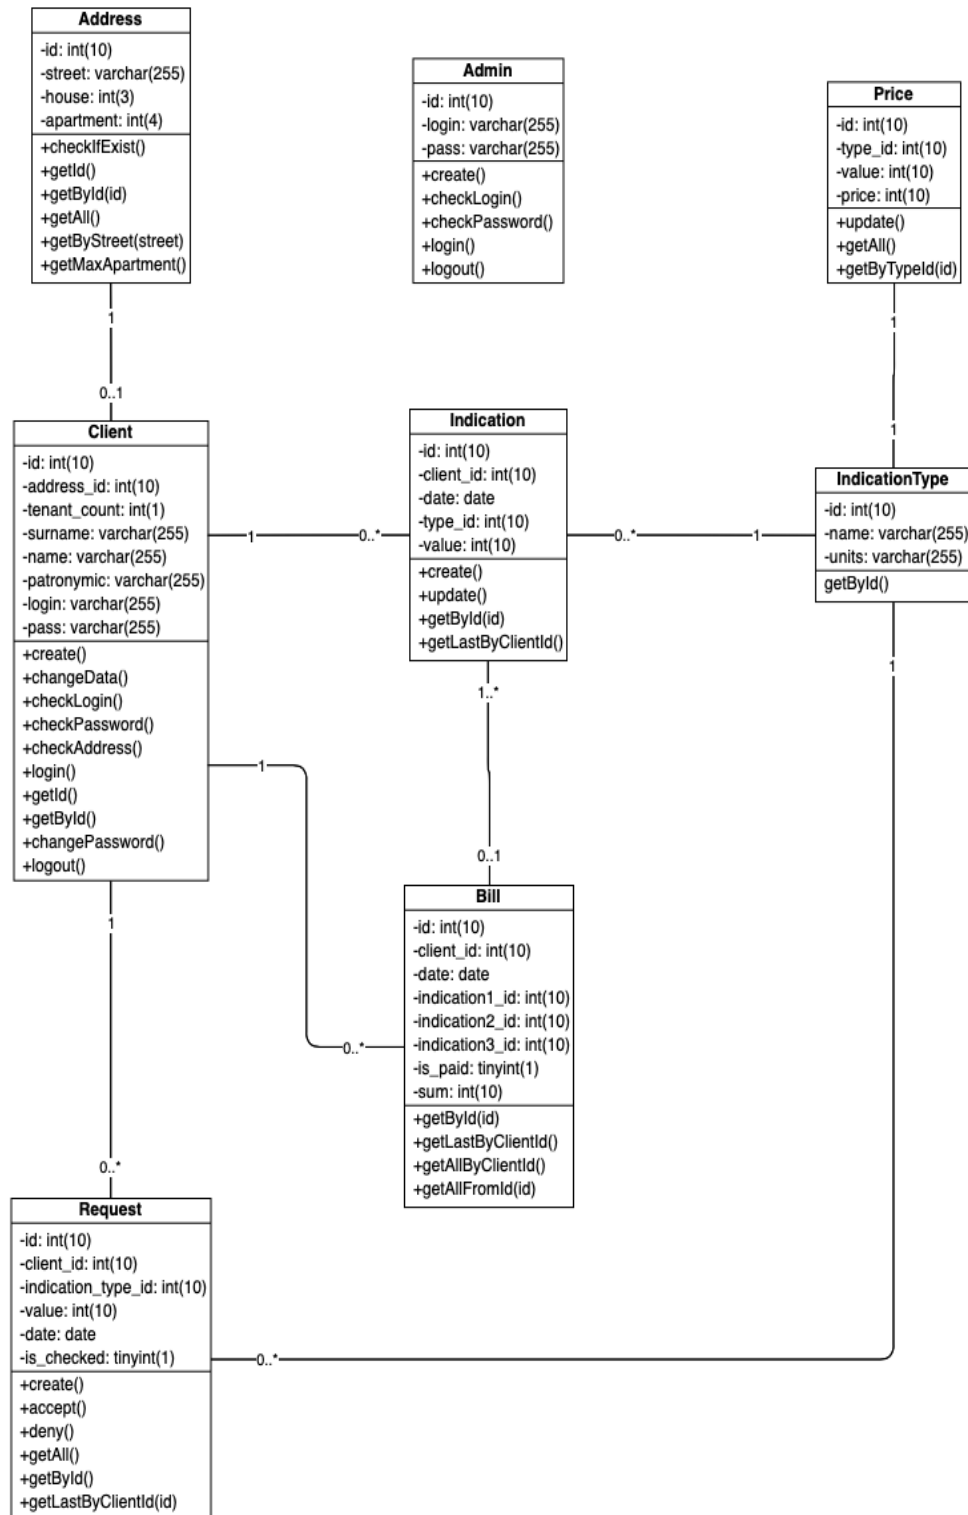 Address
-id: int(10)
-street: varchar(255)
-house: int(3)
-apartment: int(4)
+checkIfExist()
+getId()
+getById(id)
+getAll()
+getByStreet(street)
+getMaxApartment()
Admin
-id: int(10)
-login: varchar(255)
-pass: varchar(255)
+create()
+checkLogin()
+checkPassword()
+login()
+logout()
Price
-id: int(10)
-type_id: int(10)
-value: int(10)
-price: int(10)
+update()
+getAll()
+getByTypeId(id)
1
0..1
1
1
Client
-id: int(10)
-address_id: int(10)
-tenant_count: int(1)
-surname: varchar(255)
-name: varchar(255)
-patronymic: varchar(255)
-login: varchar(255)
-pass: varchar(255)
+create()
+changeData()
+checkLogin()
+checkPassword()
+checkAddress()
+login()
+getId()
+getById()
+changePassword()
+logout()
1
0..*
Indication
-id: int(10)
-client_id: int(10)
-date: date
-type_id: int(10)
-value: int(10)
+create()
+update()
+getById(id)
+getLastByClientId()
0..*
1
IndicationType
-id: int(10)
-name: varchar(255)
-units: varchar(255)
getById()
1
1..*
0..1
1
0..*
Bill
-id: int(10)
-client_id: int(10)
-date: date
-indication1_id: int(10)
-indication2_id: int(10)
-indication3_id: int(10)
-is_paid: tinyint(1)
-sum: int(10)
+getById(id)
+getLastByClientId()
+getAllByClientId()
+getAllFromId(id)
1
0..*
Request
-id: int(10)
-client_id: int(10)
-indication_type_id: int(10)
-value: int(10)
-date: date
-is_checked: tinyint(1)
+create()
+accept()
+deny()
+getAll()
+getById()
+getLastByClientId(id)
0..*